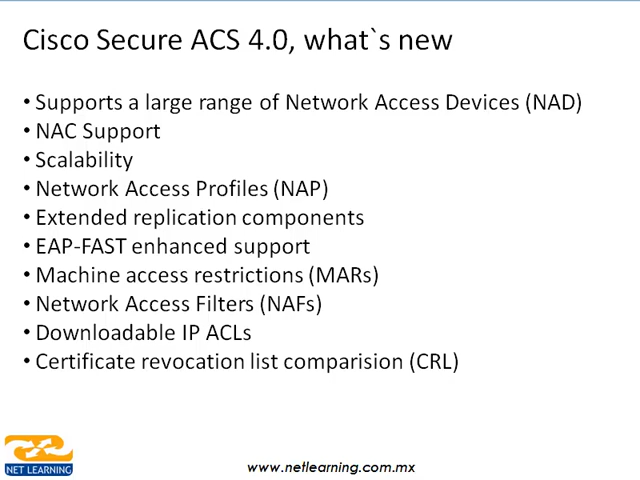 Cisco Secure ACS 4.0, what`s new
• Supports a large range of Network Access Devices (NAD)
• NAC Support
• Scalability
• Network Access Profiles (NAP)
• Extended replication components
• EAP-FAST enhanced support
• Machine access restrictions (MARs)
• Network Access Filters (NAFs)
• Downloadable IP ACLs
• Certificate revocation list comparision (CRL)
NET LEARNING
www.netlearning.com.mx